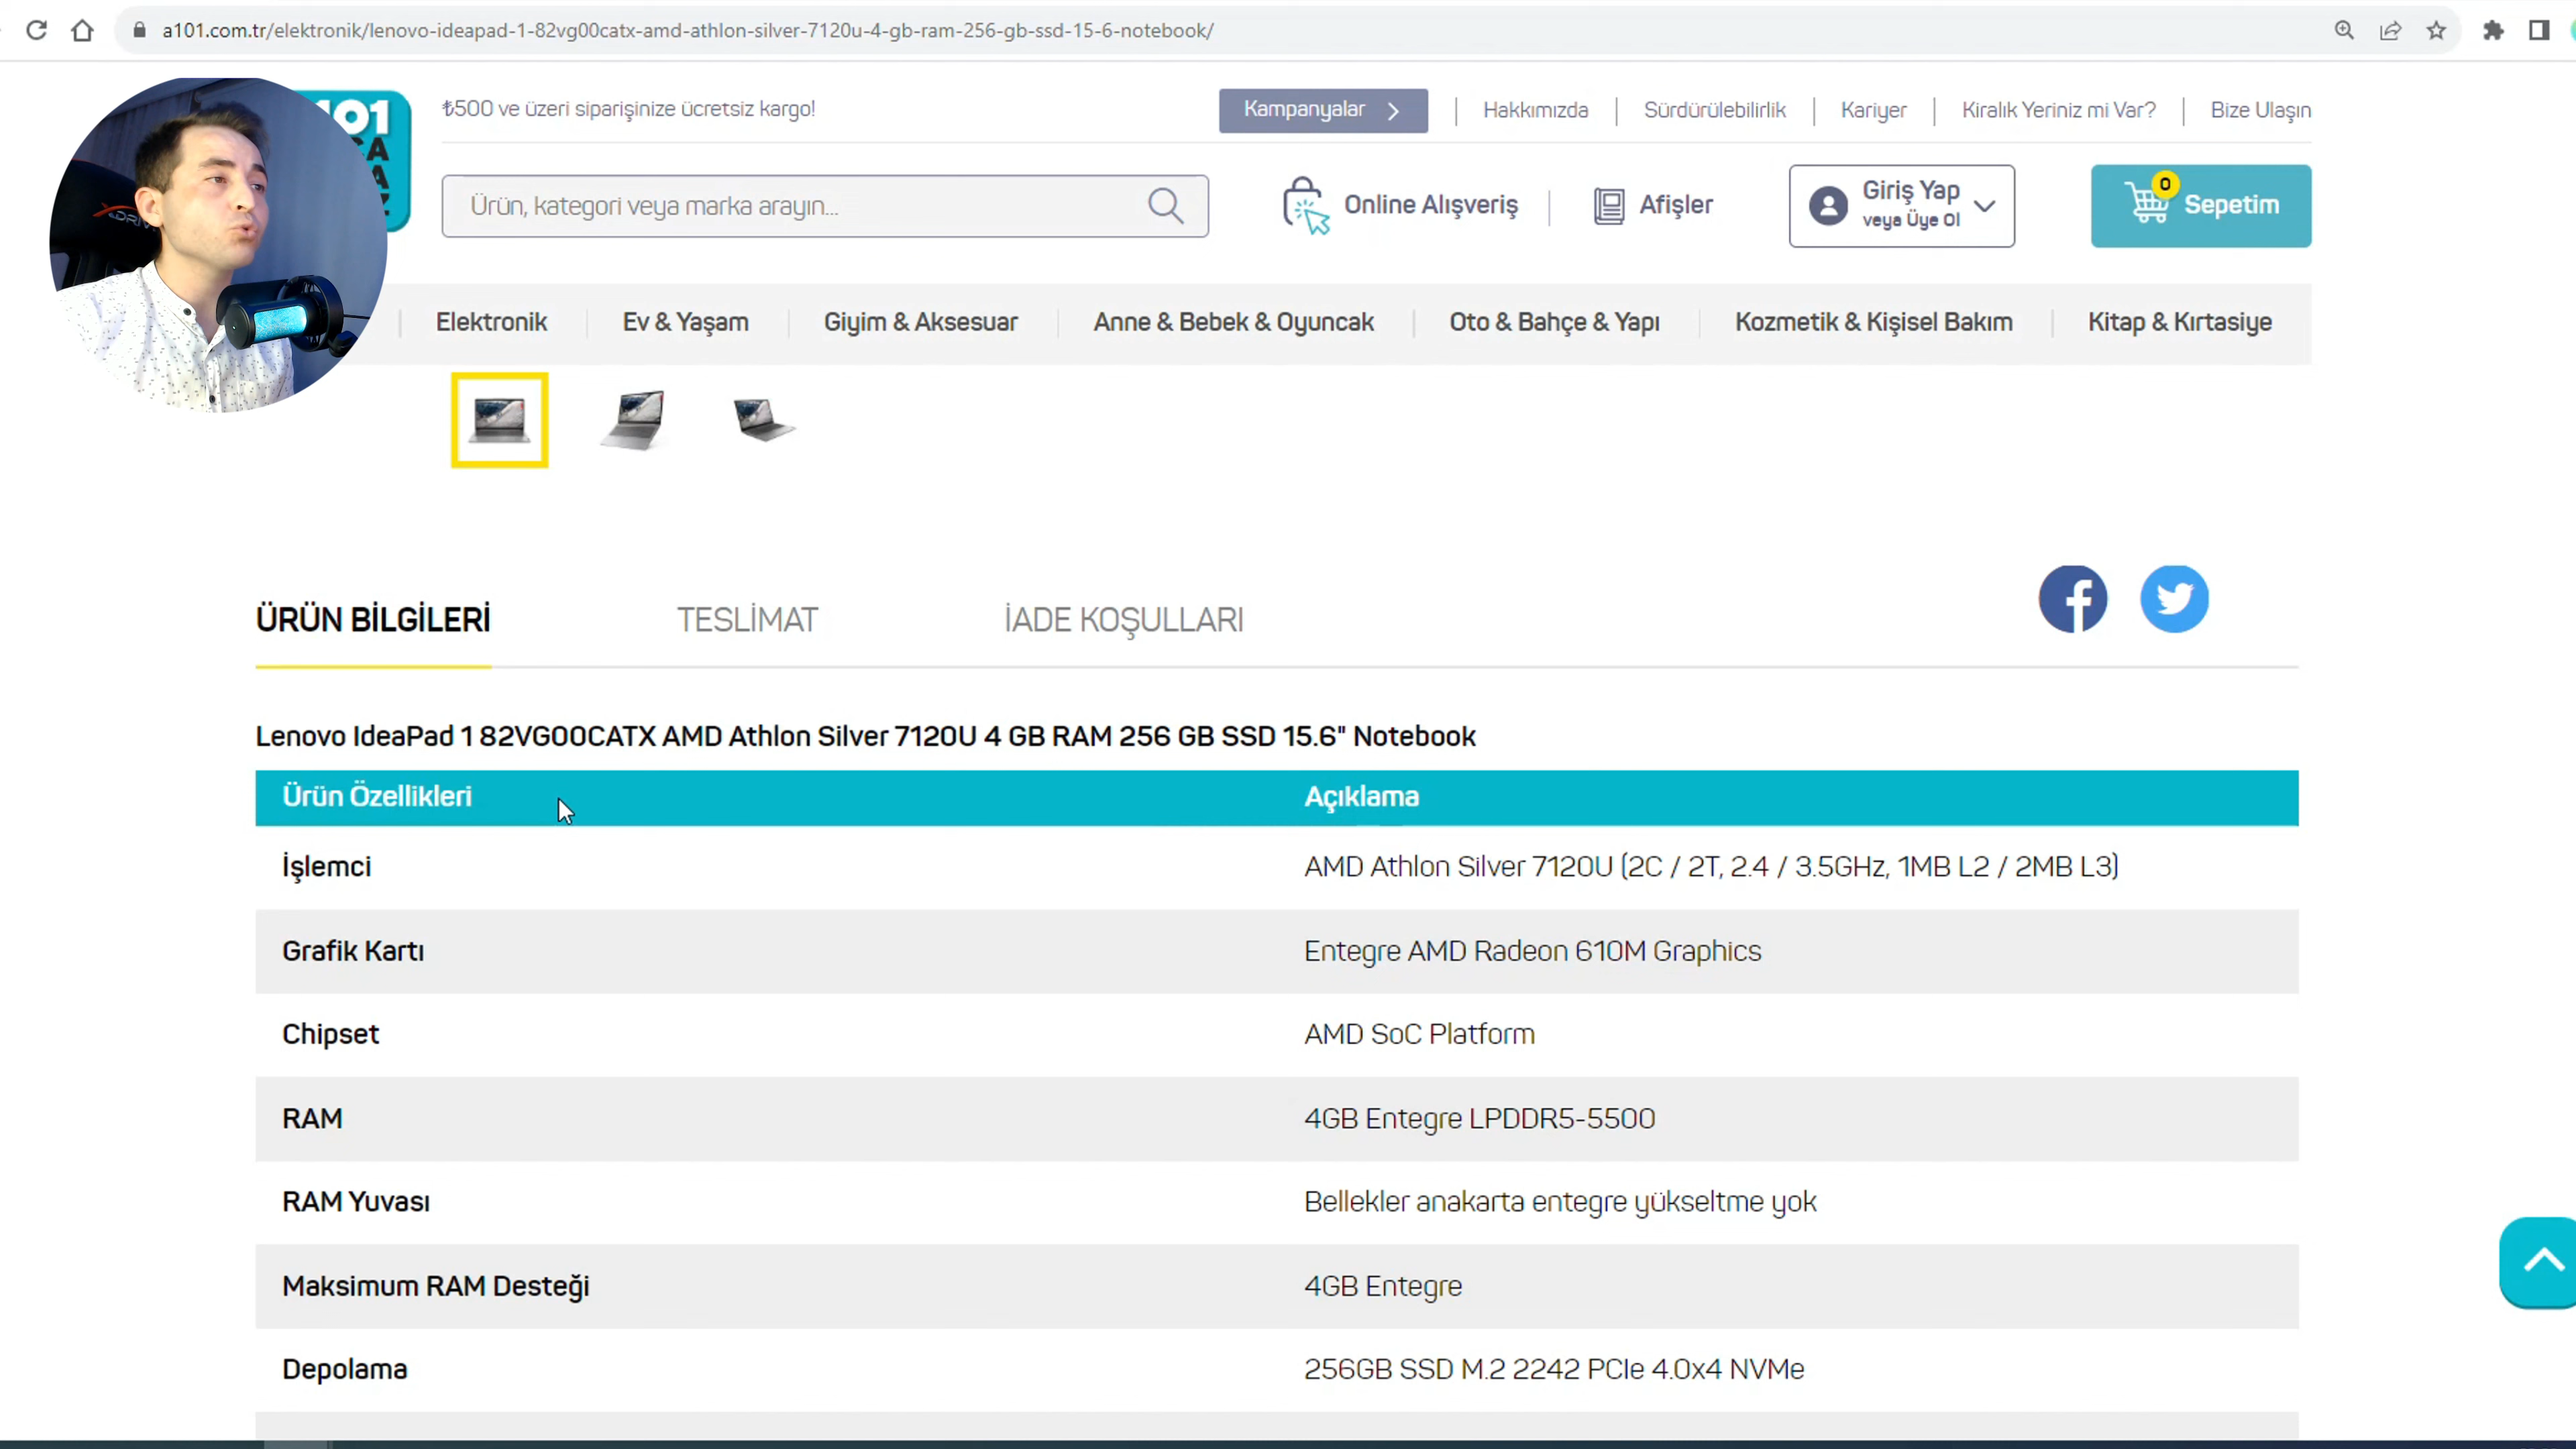 a101.com.tr/elektronik/lenovo-ideapad-1-82vg00catx-amd-athlon-silver-7120u-4-gb-ram-256-gb-ssd-15-6-notebook/
101
₺500 ve üzeri siparişinize ücretsiz kargo!
Kampanyalar
Hakkımızda
Sürdürülebilirlik
Kariyer
Kiralık Yeriniz mi Var?
Bize Ulaşın
Ürün, kategori veya marka arayın...
Online Alışveriş
Afişler
Giriş Yap
veya Üye Ol
0
Sepetim
Elektronik
Ev & Yaşam
Giyim & Aksesuar
Anne & Bebek & Oyuncak
Oto & Bahçe & Yapı
Kozmetik & Kişisel Bakım
Kitap & Kırtasiye
ÜRÜN BİLGİLERİ
TESLİMAT
İADE KOŞULLARI
Lenovo IdeaPad 1 82VG00CATX AMD Athlon Silver 7120U 4 GB RAM 256 GB SSD 15.6" Notebook
Ürün Özellikleri
Açıklama
İşlemci
AMD Athlon Silver 7120U (2C / 2T, 2.4 / 3.5GHz, 1MB L2 / 2MB L3)
Grafik Kartı
Entegre AMD Radeon 610M Graphics
Chipset
AMD SoC Platform
RAM
4GB Entegre LPDDR5-5500
RAM Yuvası
Bellekler anakarta entegre yükseltme yok
Maksimum RAM Desteği
4GB Entegre
Depolama
256GB SSD M.2 2242 PCIe 4.0x4 NVMe